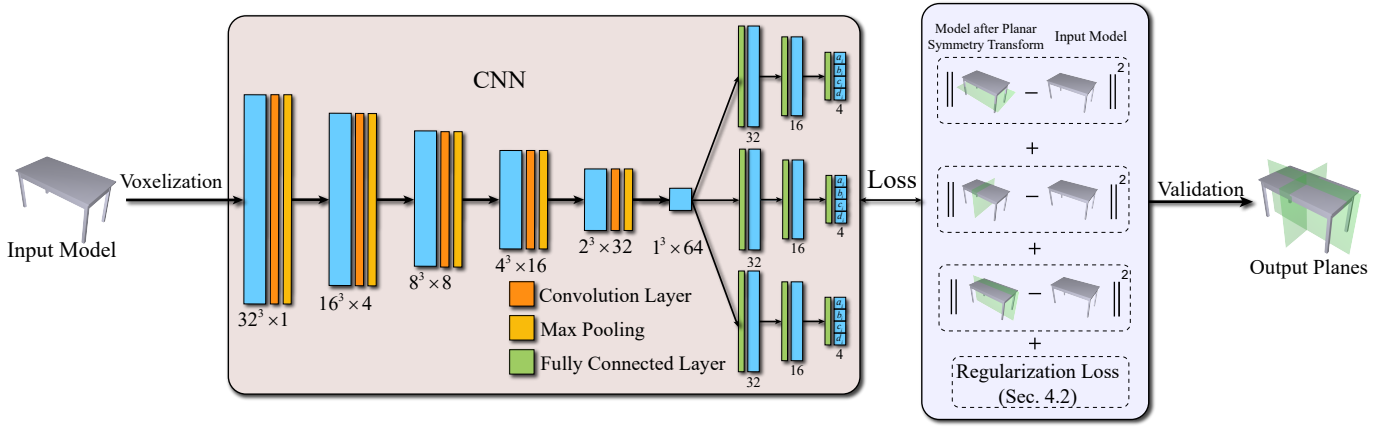 Input Model
Voxelization
CNN
32³ × 1
16³ × 4
8³ × 8
4³ × 16
2³ × 32
1³ × 64
Convolution Layer
Max Pooling
Fully Connected Layer
32
16
a
b
c
d
4
32
16
a
b
c
d
4
32
16
a
b
c
d
4
Loss
Model after Planar
Symmetry Transform
Input Model
|| − ||²
+
|| − ||²
+
|| − ||²
+
Regularization Loss
(Sec. 4.2)
Validation
Output Planes